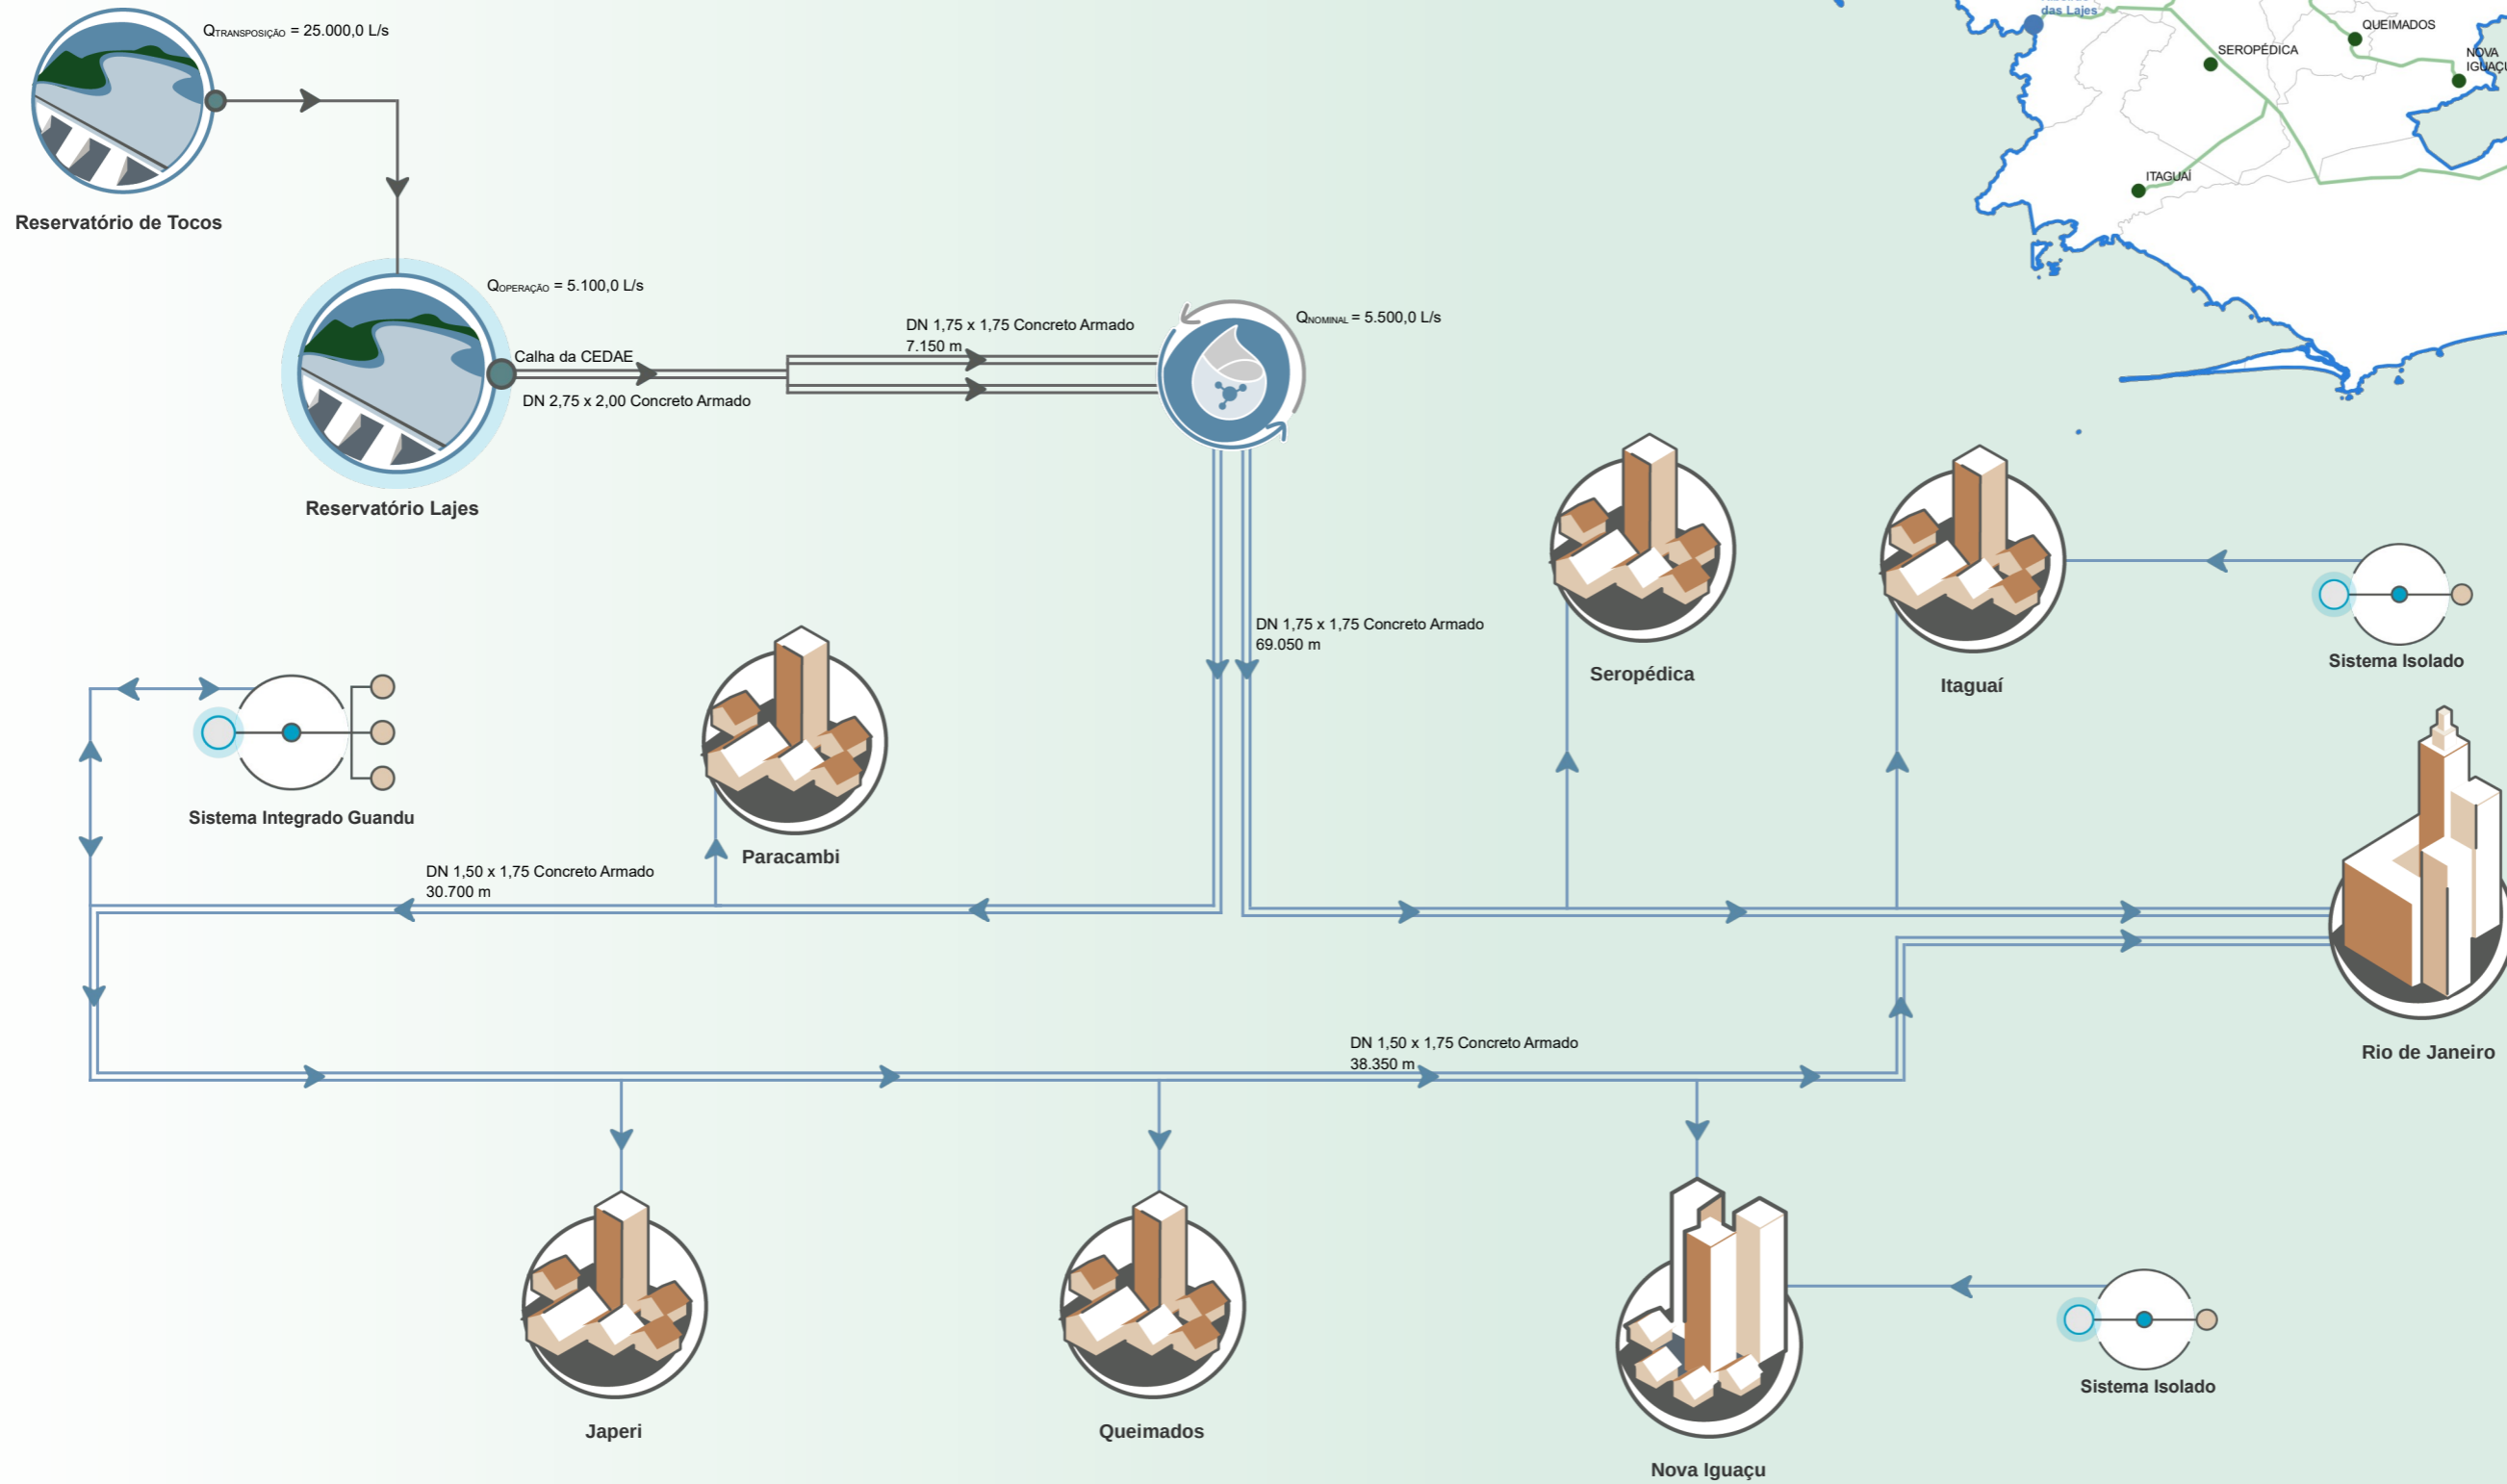 QTRANSPOSIÇÃO = 25.000,0 L/s
Reservatório de Tocos
das Lajes
QUEIMADOS
SEROPÉDICA
NOVA
IGUAÇU
ITAGUAÍ
QOPERAÇÃO = 5.100,0 L/s
QNOMINAL = 5.500,0 L/s
DN 1,75 x 1,75 Concreto Armado
7.150 m
Calha da CEDAE
DN 2,75 x 2,00 Concreto Armado
Reservatório Lajes
DN 1,75 x 1,75 Concreto Armado
69.050 m
Seropédica
Itaguaí
Sistema Isolado
Sistema Integrado Guandu
Paracambi
DN 1,50 x 1,75 Concreto Armado
30.700 m
DN 1,50 x 1,75 Concreto Armado
38.350 m
Rio de Janeiro
Japeri
Queimados
Nova Iguaçu
Sistema Isolado